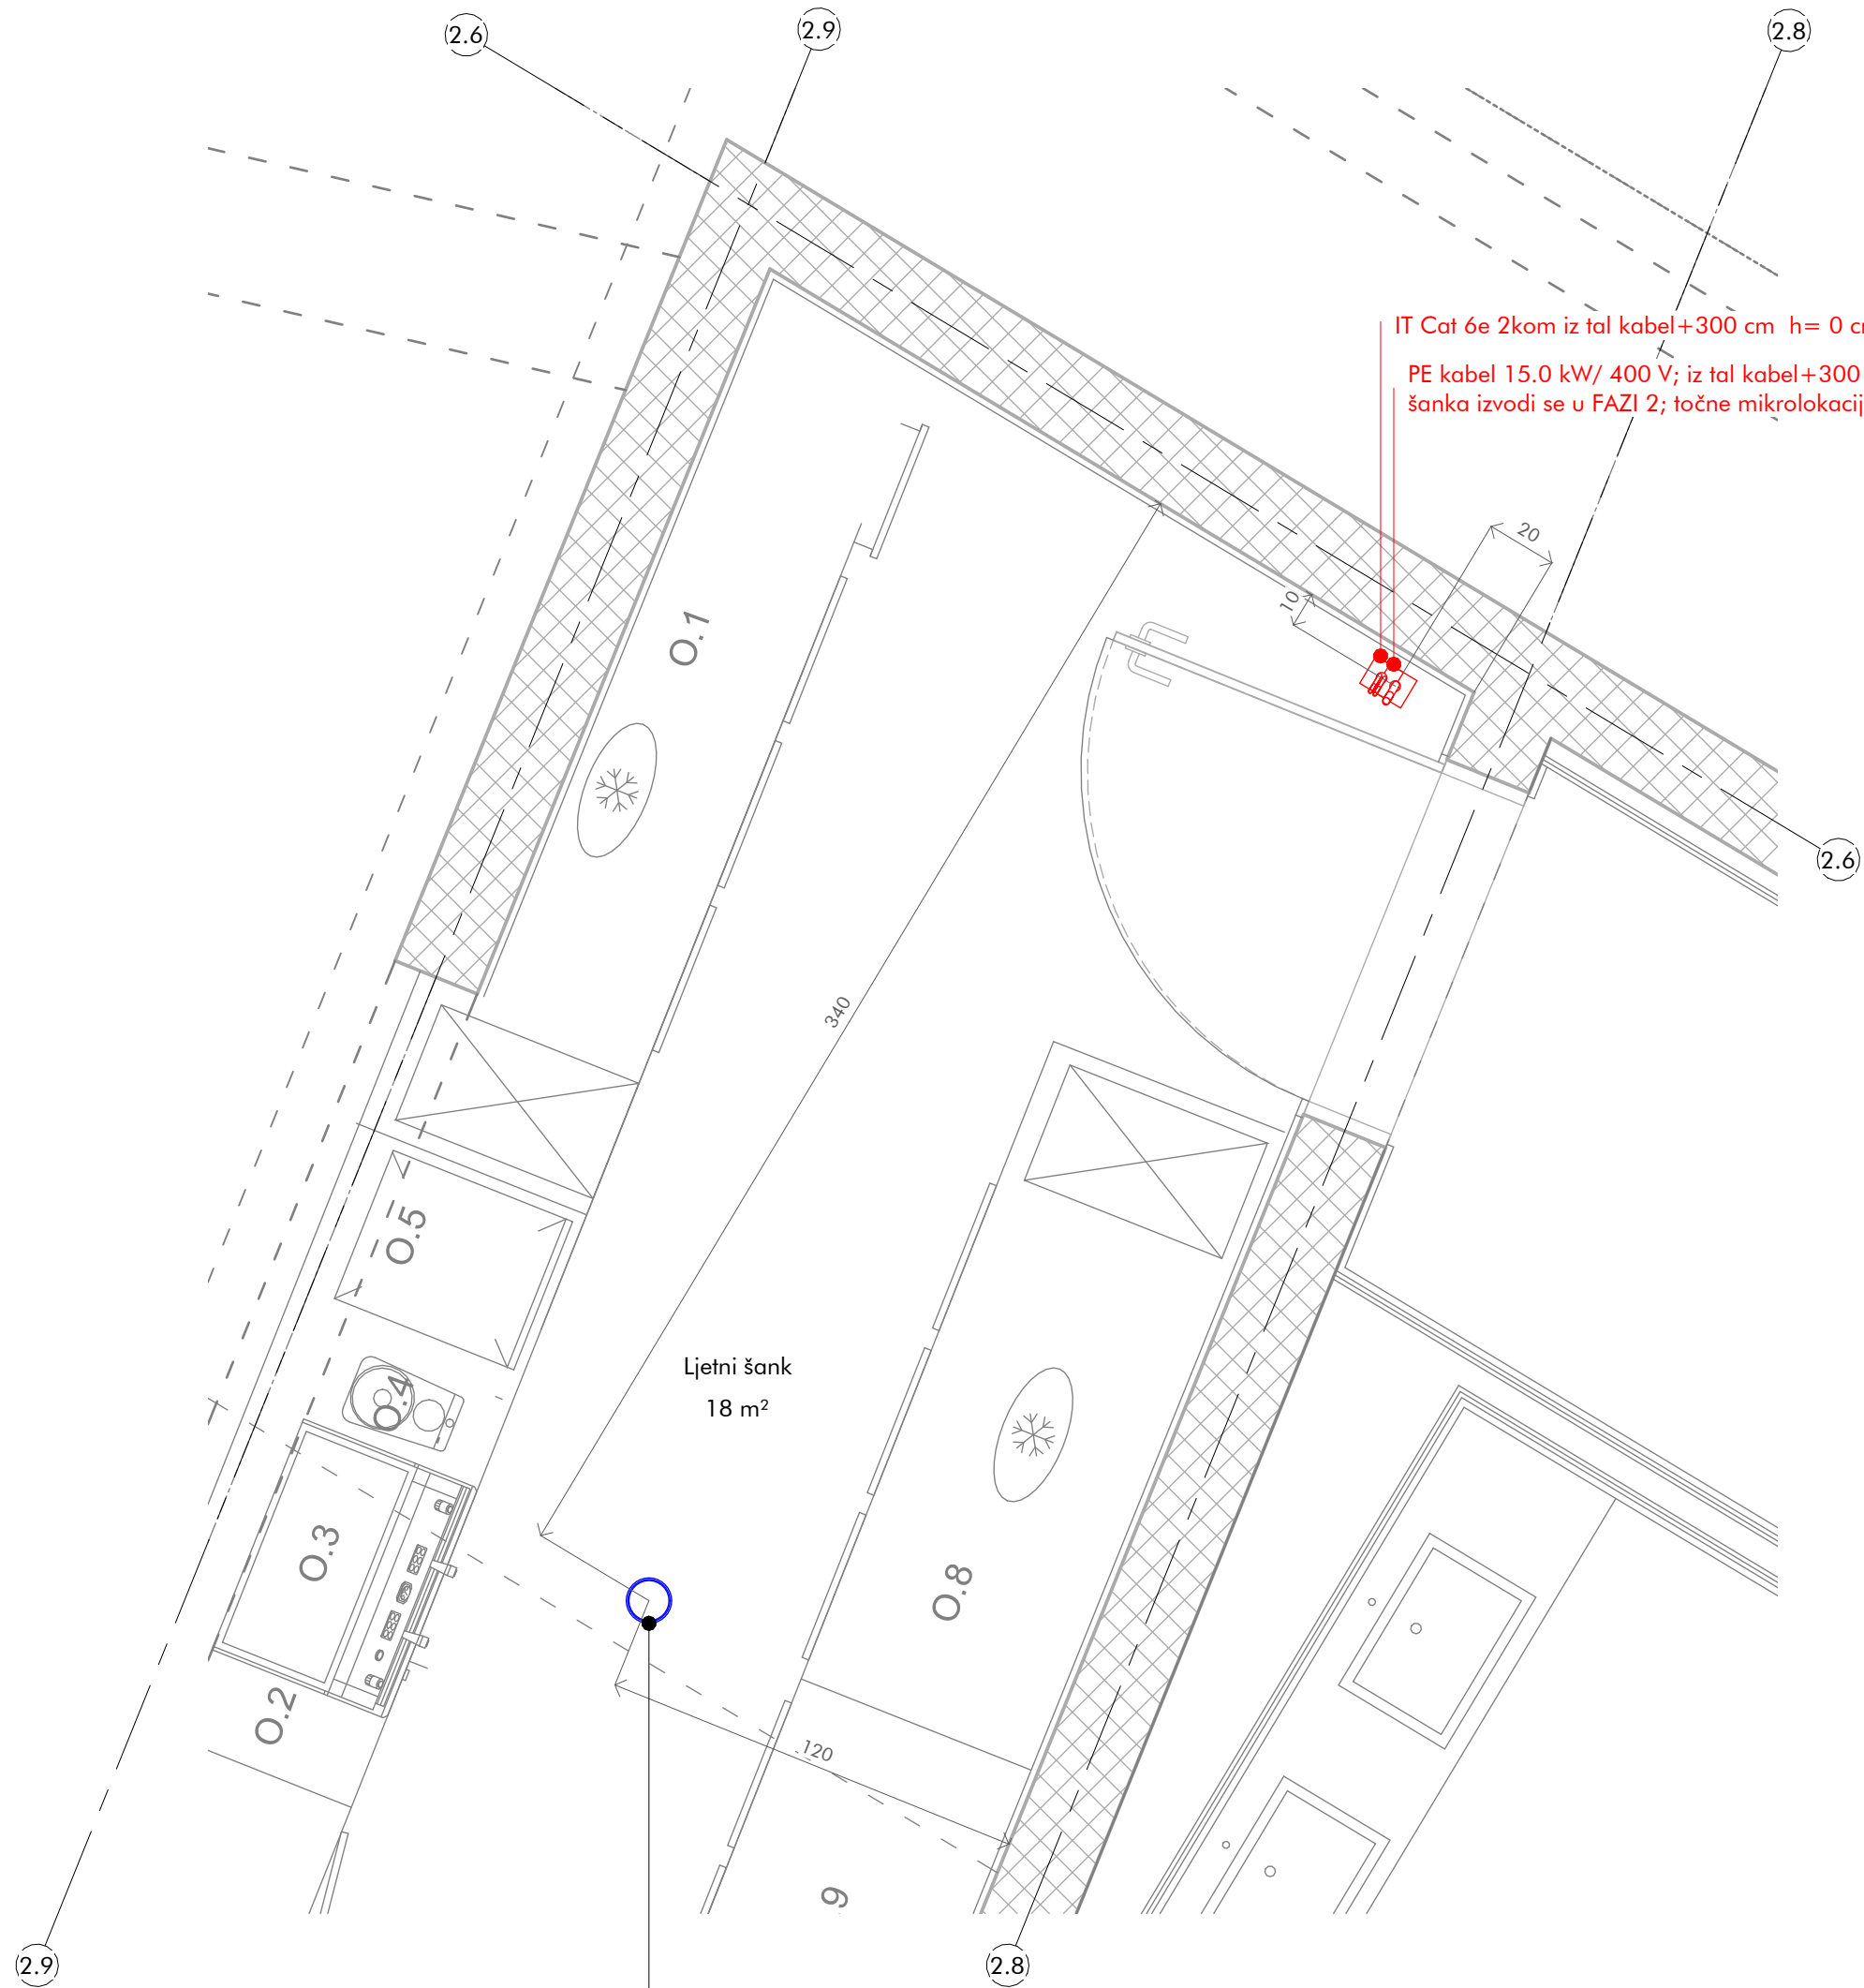 2.6
2.9
2.8
IT Cat 6e 2kom iz tal kabel+300 cm  h= 0
PE kabel 15.0 kW/ 400 V; iz tal kabel+300
šanka izvodi se u FAZI 2; točne
20
10
O.1
2.6
340
O.5
Ljetni šank
18 m²
O.4
O.3
O.8
O.2
120
9
2.9
2.8